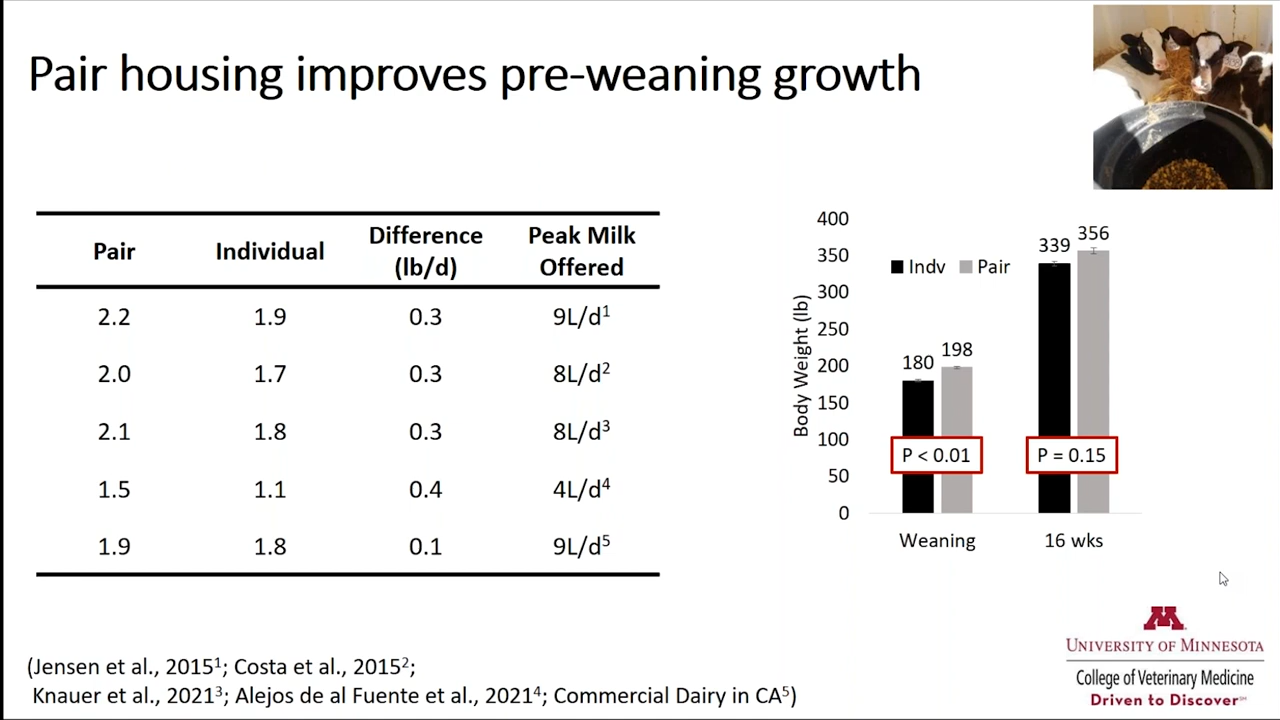 Pair housing improves pre-weaning growth
Pair Individual Difference (lb/d) Peak Milk Offered
2.2 1.9 0.3 9L/d1
2.0 1.7 0.3 8L/d2
2.1 1.8 0.3 8L/d3
1.5 1.1 0.4 4L/d4
1.9 1.8 0.1 9L/d5
(Jensen et al., 20151; Costa et al., 20152;
Knauer et al., 20213; Alejos de al Fuente et al., 20214; Commercial Dairy in CA5)
Body Weight (lb)
400
350
300
250
200
150
100
50
0
Indv Pair
180 198
339 356
P < 0.01
P = 0.15
Weaning 16 wks
M
UNIVERSITY OF MINNESOTA
College of Veterinary Medicine
Driven to Discover℠